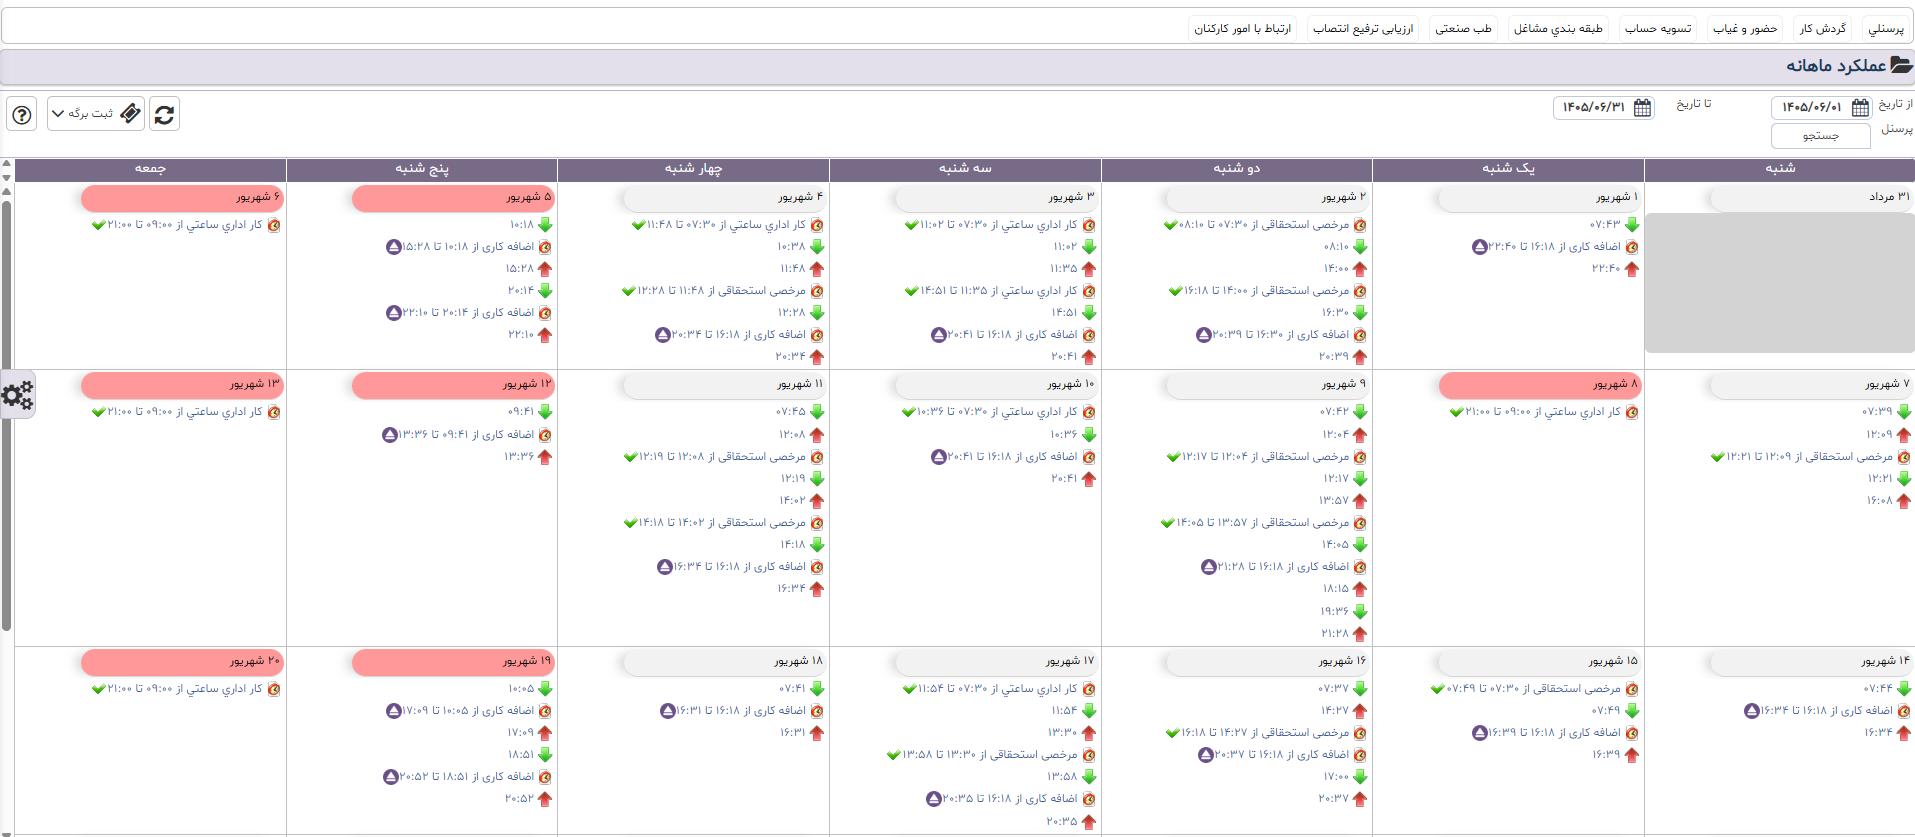 پرسنلي
گردش کار
حضور و غیاب
تسویه حساب
طبقه بندي مشاغل
طب صنعتی
ارزیابی ترفیع انتصاب
ارتباط با امور کارکنان
عملکرد ماهانه
از تاریخ ۱۴۰۵/۰۶/۰۱ تا تاریخ ۱۴۰۵/۰۶/۳۱
ثبت برگه
پرسنل
جستجو
شنبه
یک شنبه
دو شنبه
سه شنبه
چهار شنبه
پنج شنبه
جمعه
۳۱ مرداد
۱ شهریور
۰۷:۴۳
اضافه کاری از ۱۶:۱۸ تا ۲۲:۴۰
۲۲:۴۰
۲ شهریور
مرخصی استحقاقی از ۰۷:۳۰ تا ۰۸:۱۰
۰۸:۱۰
۱۴:۰۰
مرخصی استحقاقی از ۱۴:۰۰ تا ۱۶:۱۸
۱۶:۳۰
اضافه کاری از ۱۶:۳۰ تا ۲۰:۳۹
۲۰:۳۹
۳ شهریور
کار اداري ساعتي از ۰۷:۳۰ تا ۱۱:۰۲
۱۱:۰۲
۱۱:۳۵
کار اداري ساعتي از ۱۱:۳۵ تا ۱۴:۵۱
۱۴:۵۱
اضافه کاری از ۱۶:۱۸ تا ۲۰:۴۱
۲۰:۴۱
۴ شهریور
کار اداري ساعتي از ۰۷:۳۰ تا ۱۱:۴۸
۱۰:۳۸
۱۱:۴۸
مرخصی استحقاقی از ۱۱:۴۸ تا ۱۲:۲۸
۱۲:۲۸
اضافه کاری از ۱۶:۱۸ تا ۲۰:۳۴
۲۰:۳۴
۵ شهریور
۱۰:۱۸
اضافه کاری از ۱۰:۱۸ تا ۱۵:۲۸
۱۵:۲۸
۲۰:۱۴
اضافه کاری از ۲۰:۱۴ تا ۲۲:۱۰
۲۲:۱۰
۶ شهریور
کار اداري ساعتي از ۰۹:۰۰ تا ۲۱:۰۰
۷ شهریور
۰۷:۳۹
۱۲:۰۹
مرخصی استحقاقی از ۱۲:۰۹ تا ۱۲:۲۱
۱۲:۲۱
۱۶:۰۸
۸ شهریور
کار اداري ساعتي از ۰۹:۰۰ تا ۲۱:۰۰
۹ شهریور
۰۷:۴۲
۱۲:۰۴
مرخصی استحقاقی از ۱۲:۰۴ تا ۱۲:۱۷
۱۲:۱۷
۱۳:۵۷
مرخصی استحقاقی از ۱۳:۵۷ تا ۱۴:۰۵
۱۴:۰۵
اضافه کاری از ۱۶:۱۸ تا ۲۱:۲۸
۱۸:۱۵
۱۹:۳۶
۲۱:۲۸
۱۰ شهریور
کار اداري ساعتي از ۰۷:۳۰ تا ۱۰:۳۶
۱۰:۳۶
اضافه کاری از ۱۶:۱۸ تا ۲۰:۴۱
۲۰:۴۱
۱۱ شهریور
۰۷:۴۵
۱۲:۰۸
مرخصی استحقاقی از ۱۲:۰۸ تا ۱۲:۱۹
۱۲:۱۹
۱۴:۰۲
مرخصی استحقاقی از ۱۴:۰۲ تا ۱۴:۱۸
۱۴:۱۸
اضافه کاری از ۱۶:۱۸ تا ۱۶:۳۴
۱۶:۳۴
۱۲ شهریور
۰۹:۴۱
اضافه کاری از ۰۹:۴۱ تا ۱۳:۳۶
۱۳:۳۶
۱۳ شهریور
کار اداري ساعتي از ۰۹:۰۰ تا ۲۱:۰۰
۱۴ شهریور
۰۷:۴۴
اضافه کاری از ۱۶:۱۸ تا ۱۶:۳۴
۱۶:۳۴
۱۵ شهریور
مرخصی استحقاقی از ۰۷:۳۰ تا ۰۷:۴۹
۰۷:۴۹
اضافه کاری از ۱۶:۱۸ تا ۱۶:۳۹
۱۶:۳۹
۱۶ شهریور
۰۷:۳۷
۱۴:۲۷
مرخصی استحقاقی از ۱۴:۲۷ تا ۱۶:۱۸
اضافه کاری از ۱۶:۱۸ تا ۲۰:۳۷
۱۷:۰۰
۲۰:۳۷
۱۷ شهریور
کار اداري ساعتي از ۰۷:۳۰ تا ۱۱:۵۴
۱۱:۵۴
۱۳:۳۰
مرخصی استحقاقی از ۱۳:۳۰ تا ۱۳:۵۸
۱۳:۵۸
اضافه کاری از ۱۶:۱۸ تا ۲۰:۳۵
۲۰:۳۵
۱۸ شهریور
۰۷:۴۱
اضافه کاری از ۱۶:۱۸ تا ۱۶:۳۱
۱۶:۳۱
۱۹ شهریور
۱۰:۰۵
اضافه کاری از ۱۰:۰۵ تا ۱۷:۰۹
۱۷:۰۹
۱۸:۵۱
اضافه کاری از ۱۸:۵۱ تا ۲۰:۵۲
۲۰:۵۲
۲۰ شهریور
کار اداري ساعتي از ۰۹:۰۰ تا ۲۱:۰۰